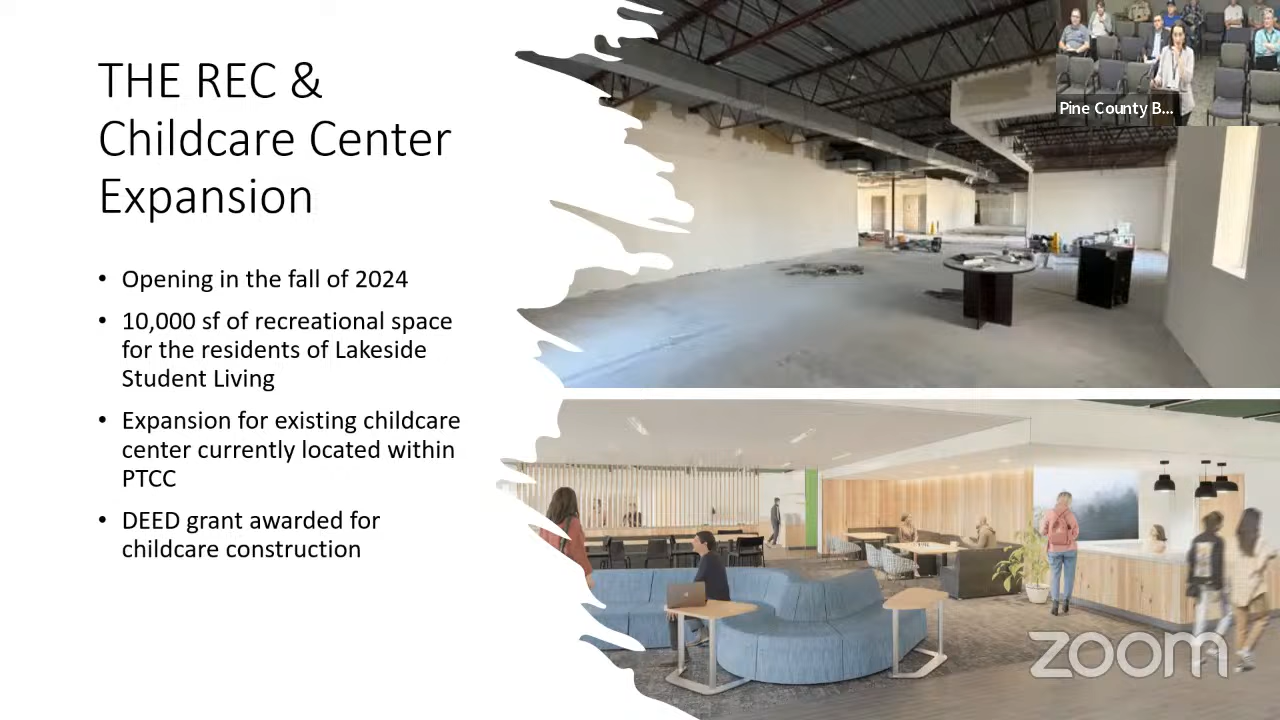 THE REC &
Childcare Center
Expansion
• Opening in the fall of 2024
• 10,000 sf of recreational space
for the residents of Lakeside
Student Living
• Expansion for existing childcare
center currently located within
PTCC
• DEED grant awarded for
childcare construction
Pine County B...
zoom